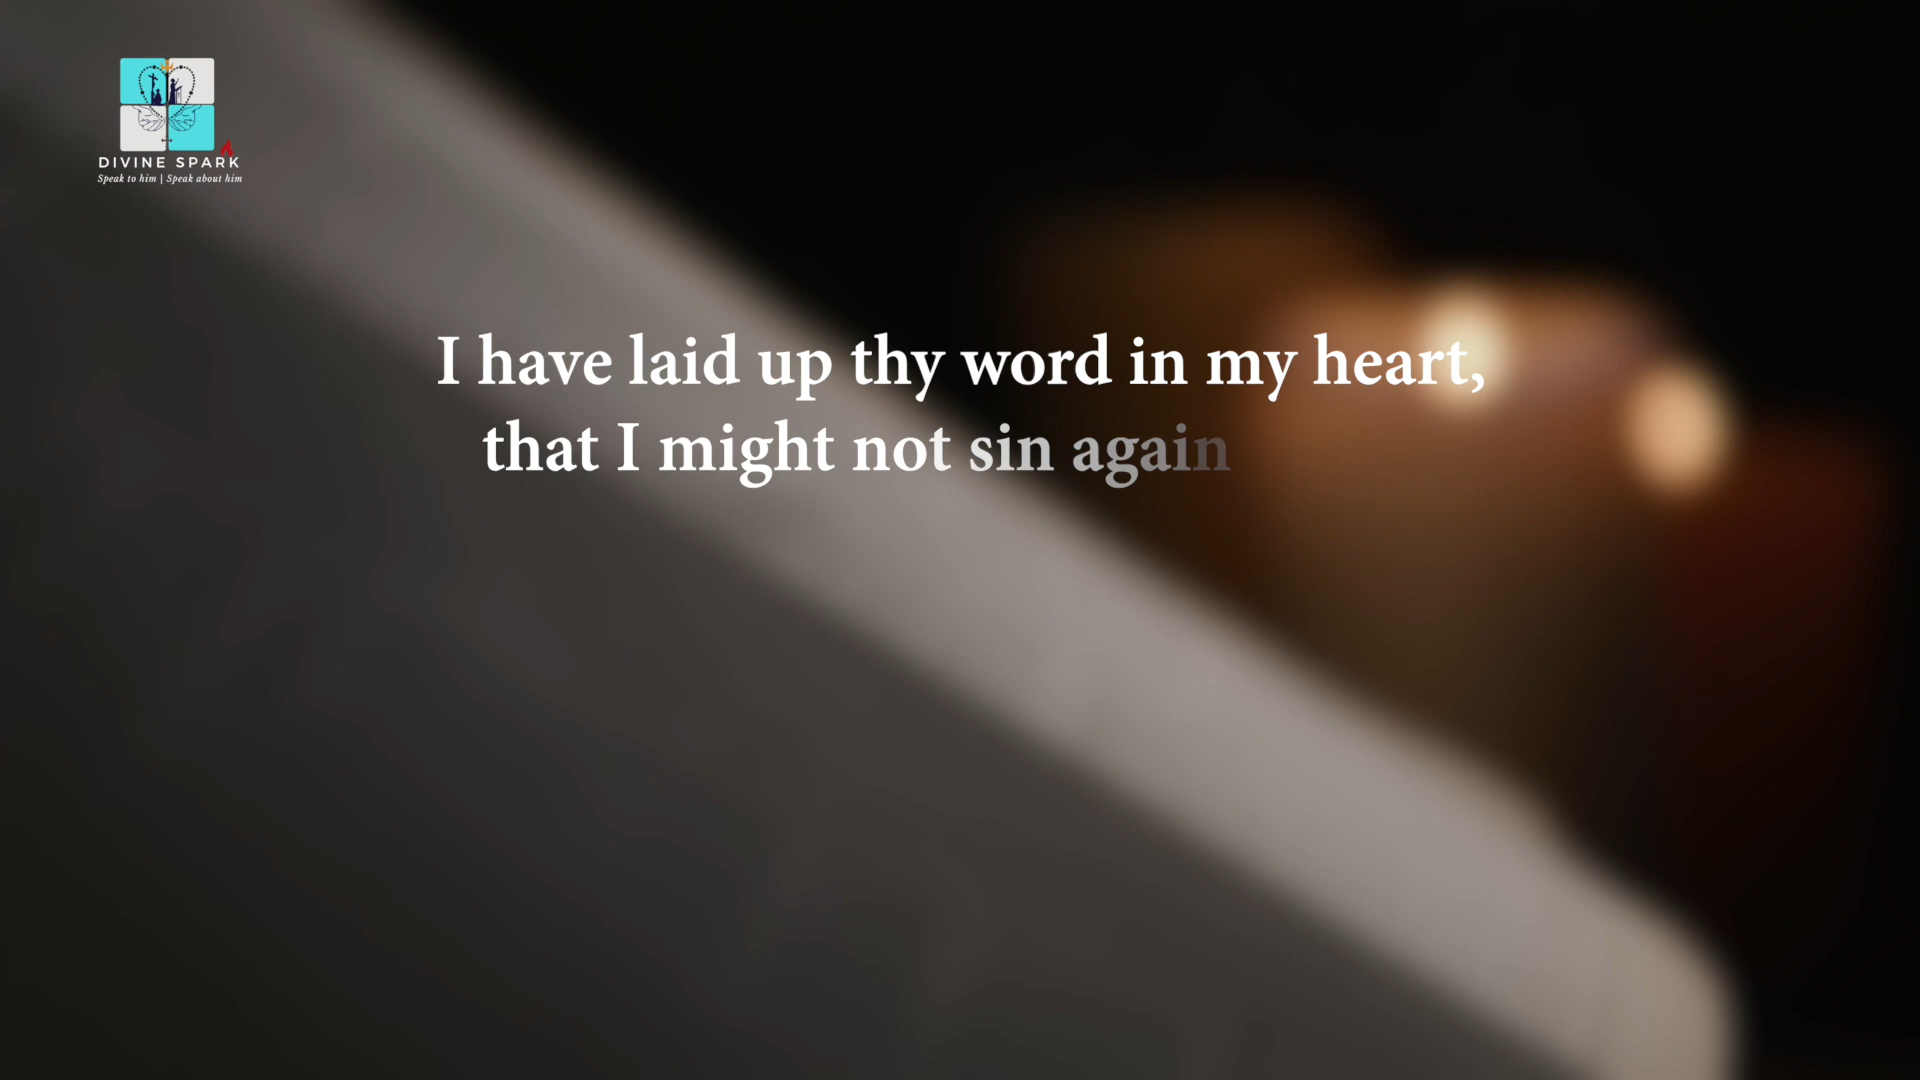 DIVINE SPARK
Speak to him | Speak about him
I have laid up thy word in my heart,
that I might not sin again